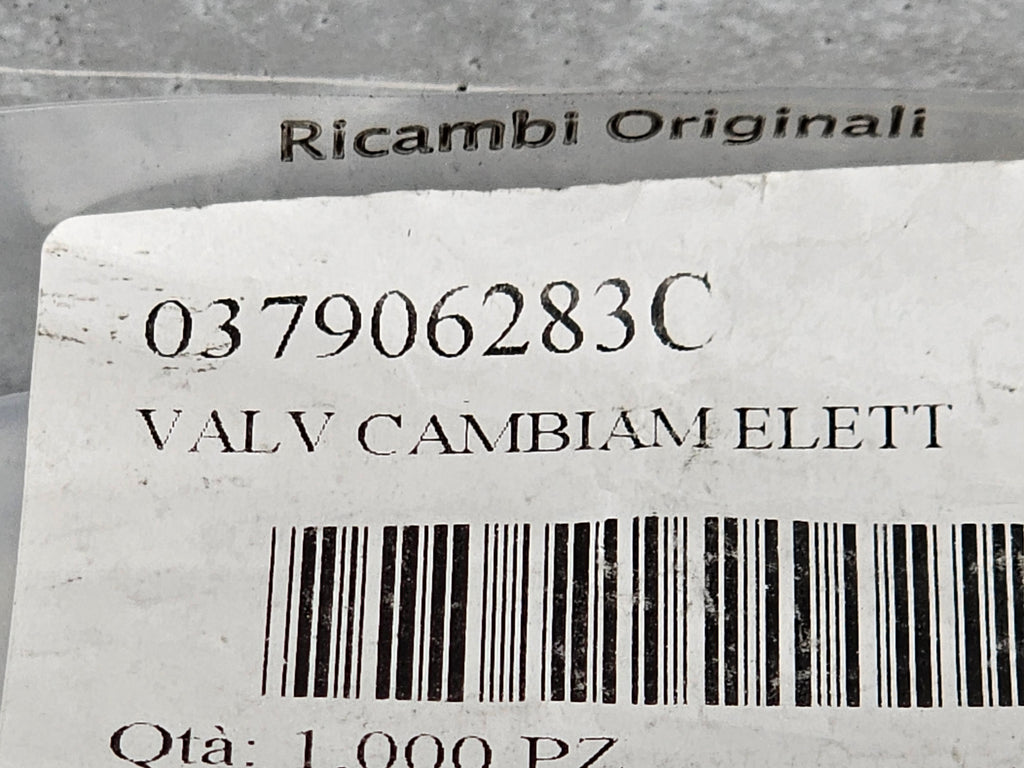 Ricambi Originali
037906283C
VALV CAMBIAM ELETT
Qtà: 1.000 PZ